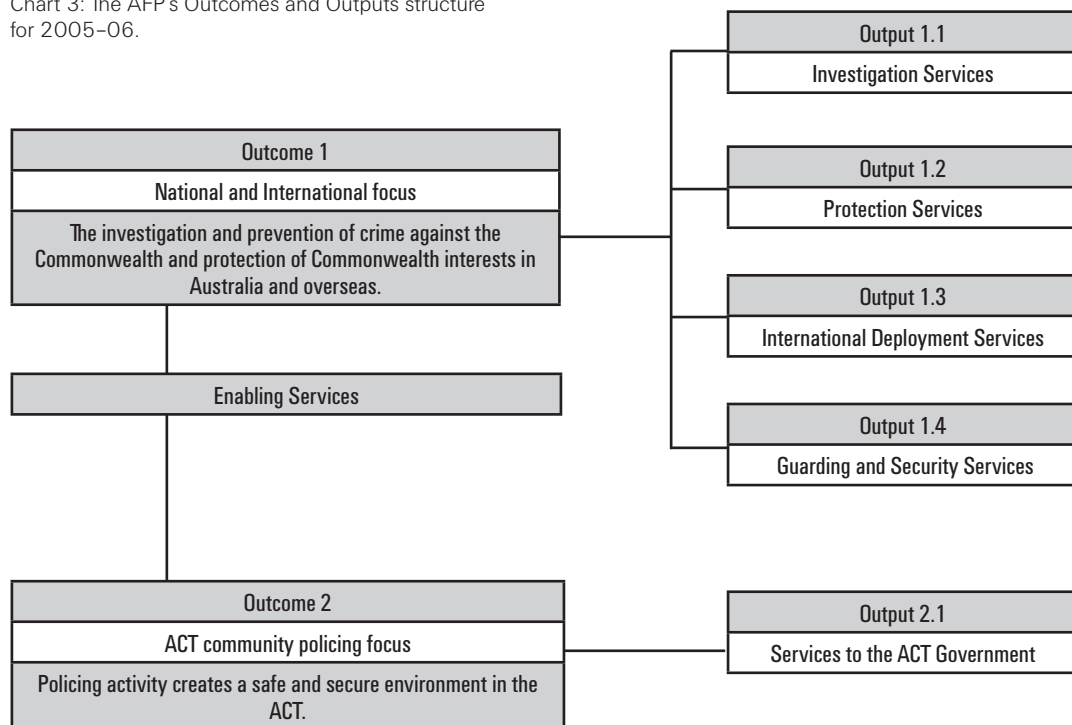 Chart 3: The AFP's Outcomes and Outputs structure
for 2005–06.
Outcome 1
National and International focus
The investigation and prevention of crime against the
Commonwealth and protection of Commonwealth interests in
Australia and overseas.
Output 1.1
Investigation Services
Output 1.2
Protection Services
Output 1.3
International Deployment Services
Output 1.4
Guarding and Security Services
Enabling Services
Outcome 2
ACT community policing focus
Policing activity creates a safe and secure environment in the
ACT.
Output 2.1
Services to the ACT Government